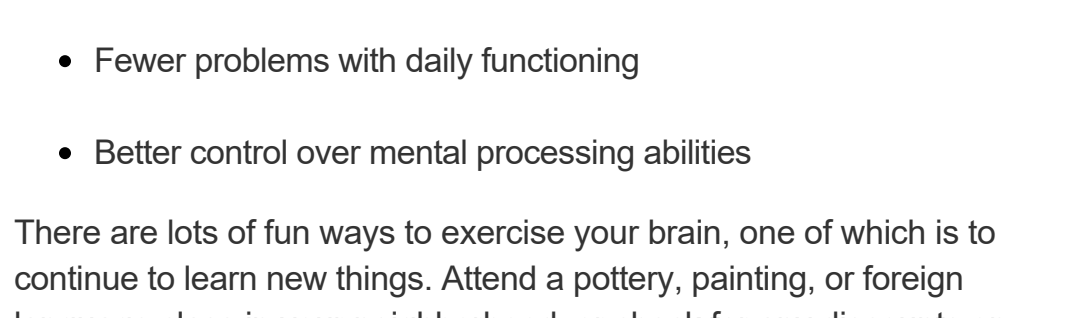 • Fewer problems with daily functioning
• Better control over mental processing abilities
There are lots of fun ways to exercise your brain, one of which is to
continue to learn new things. Attend a pottery, painting, or foreign